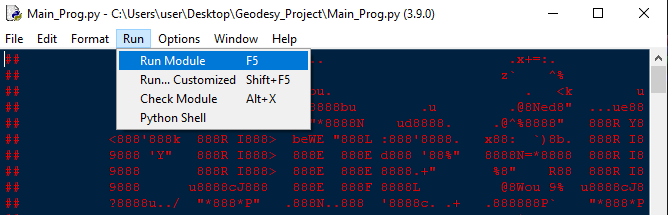 Main_Prog.py - C:\Users\user\Desktop\Geodesy_Project\Main_Prog.py (3.9.0)
File Edit Format Run Options Window Help
Run Module F5
Run... Customized Shift+F5
Check Module Alt+X
Python Shell
## .. .x+=:.
## z` ^%
## bu. . <k u
## 8888bu .u .@8Ned8" ...ue88
## "*8888N ud8888. .@^%8888" 888R Y8
## <888'888k 888R I888> beWE "888L :888'8888. x88: `)8b. 888R I8
## 9888 'Y" 888R I888> 888E 888E d888 '88%" 8888N=*8888 888R I8
## 9888 888R I888> 888E 888E 8888.+" %8" R88 888R I8
## 9888 u8888cJ888 888E 888F 8888L @8Wou 9% u8888cJ8
## ?8888u../ "*888*P" .888N..888 '8888c. .+ .888888P` "*888*P"